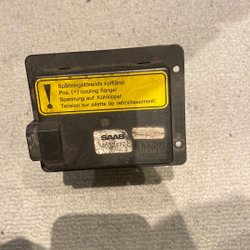 Spänningsförande kylfläns!
Pos. (+) cooling flange!
Spannung auf Kühlrippe!
Tension sur ailette de refroidissement!
SAAB